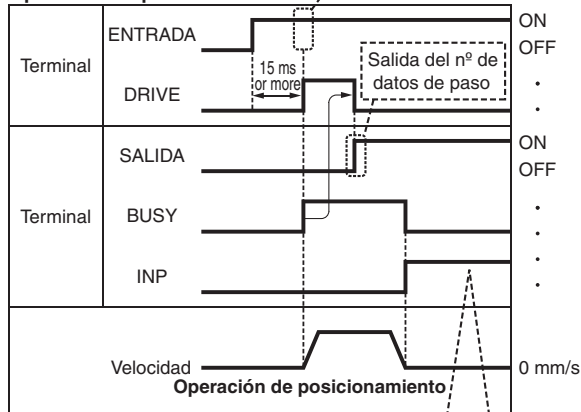 ENTRADA
ON
OFF
Terminal
15 ms
or more
Salida del nº de
datos de paso
DRIVE
SALIDA
ON
OFF
Terminal
BUSY
INP
Velocidad
0 mm/s
Operación de posicionamiento